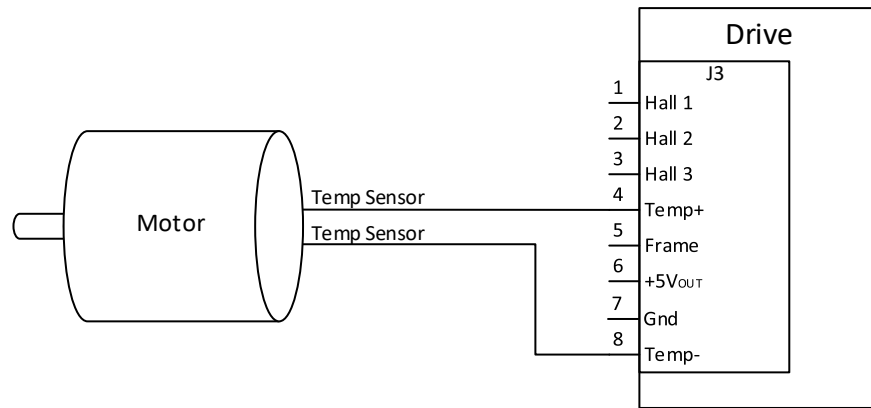 Drive
J3
1 Hall 1
2 Hall 2
3 Hall 3
Temp Sensor
4 Temp+
Motor
Temp Sensor
5 Frame
6 +5VOUT
7 Gnd
8 Temp-